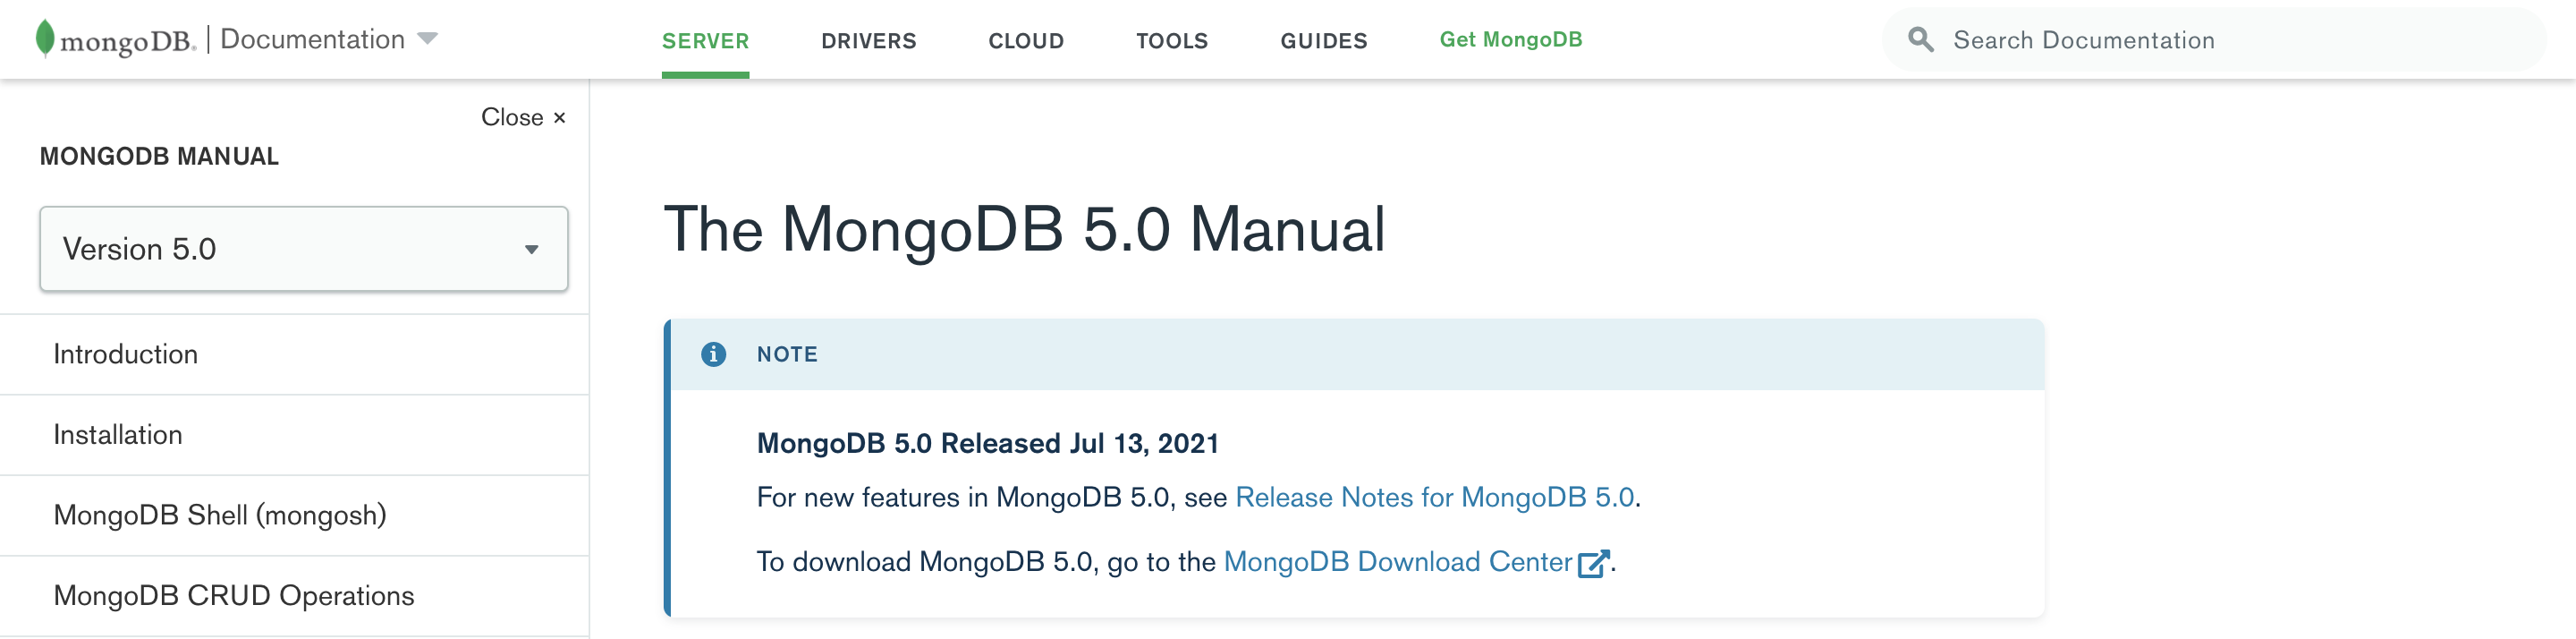 mongoDB. | Documentation
SERVER DRIVERS CLOUD TOOLS GUIDES Get MongoDB
Search Documentation
Close ×
MONGODB MANUAL
Version 5.0
Introduction
Installation
MongoDB Shell (mongosh)
MongoDB CRUD Operations
The MongoDB 5.0 Manual
NOTE
MongoDB 5.0 Released Jul 13, 2021
For new features in MongoDB 5.0, see Release Notes for MongoDB 5.0.
To download MongoDB 5.0, go to the MongoDB Download Center.